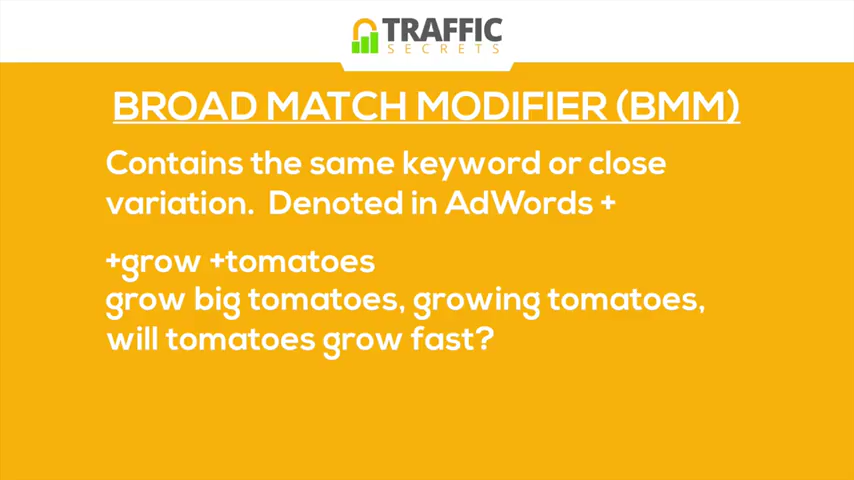 TRAFFIC
SECRETS
BROAD MATCH MODIFIER (BMM)
Contains the same keyword or close
variation. Denoted in AdWords +
+grow +tomatoes
grow big tomatoes, growing tomatoes,
will tomatoes grow fast?